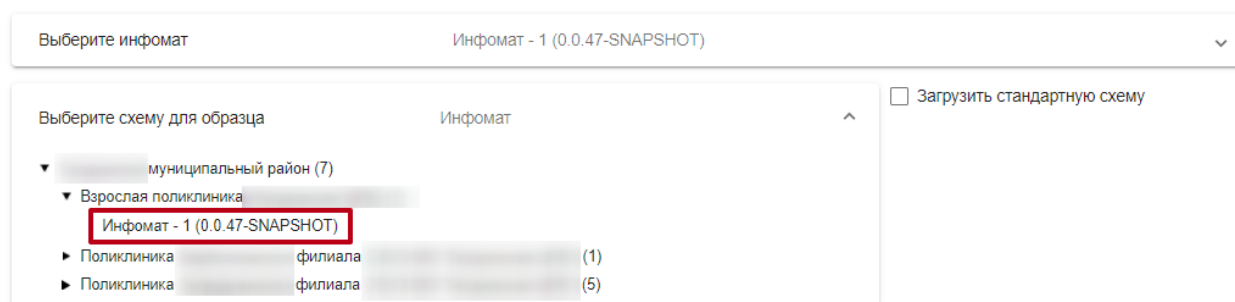 Выберите инфомат Инфомат - 1 (0.0.47-SNAPSHOT)
Загрузить стандартную схему
Выберите схему для образца Инфомат
муниципальный район (7)
Взрослая поликлиника
Инфомат - 1 (0.0.47-SNAPSHOT)
Поликлиника филиала (1)
Поликлиника филиала (5)